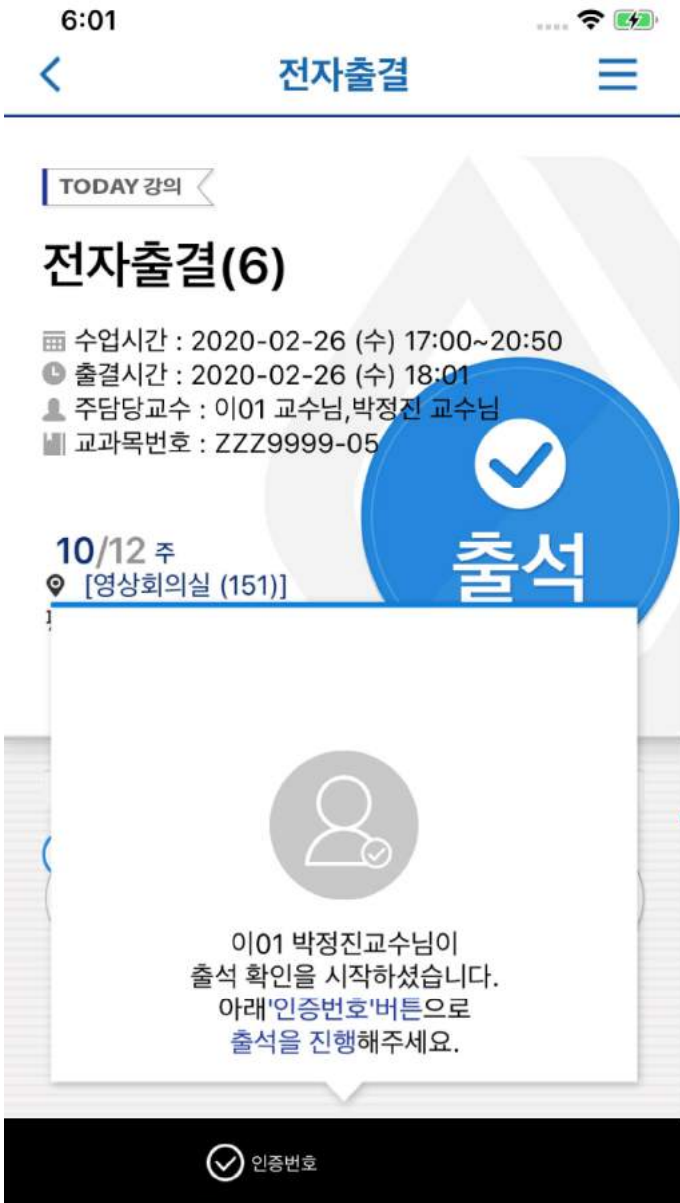 6:01
전자출결
TODAY 강의
전자출결(6)
수업시간 : 2020-02-26 (수) 17:00~20:50
출결시간 : 2020-02-26 (수) 18:01
주담당교수 : 이01 교수님,박정진 교수님
교과목번호 : ZZZ9999-05
10/12 주
출석
[영상회의실 (151)]
이01 박정진교수님이
출석 확인을 시작하셨습니다.
아래'인증번호'버튼으로
출석을 진행해주세요.
인증번호